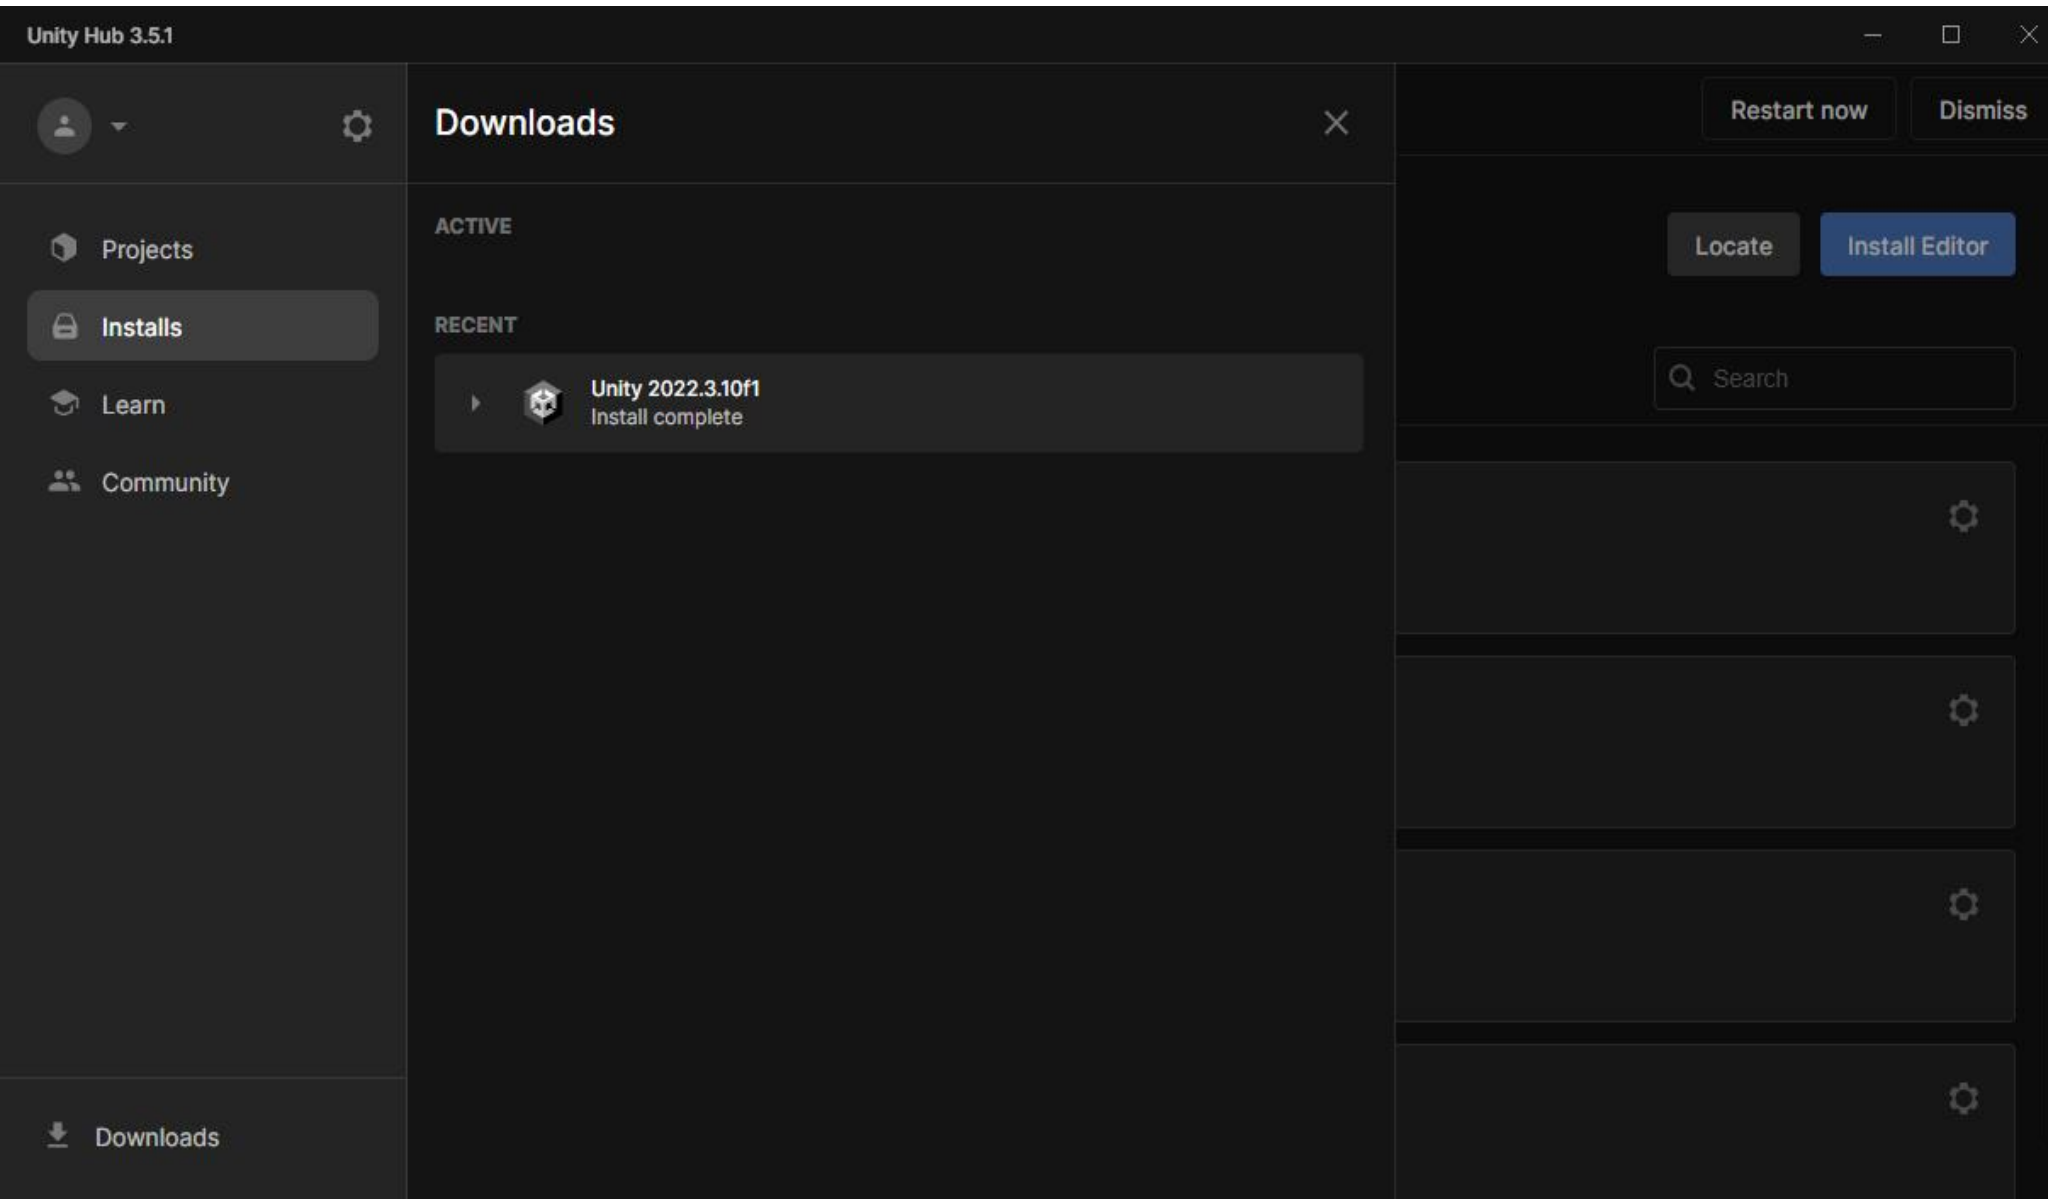 Unity Hub 3.5.1
Projects
Installs
Learn
Community
Downloads
Downloads
ACTIVE
RECENT
Unity 2022.3.10f1
Install complete
Restart now
Dismiss
Locate
Install Editor
Search